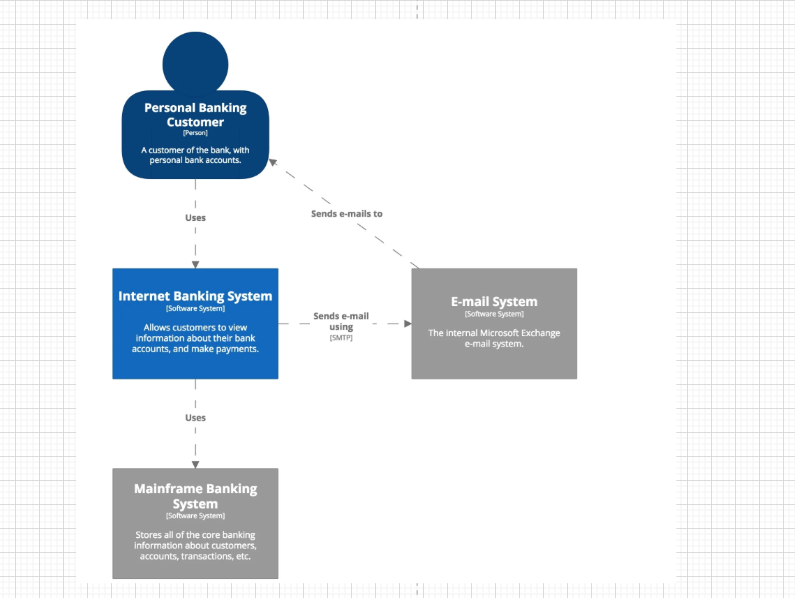 Personal Banking
Customer
[Person]
A customer of the bank, with
personal bank accounts.
Uses
Sends e-mails to
Internet Banking System
[Software System]
Allows customers to view
information about their bank
accounts, and make payments.
Sends e-mail
using
[SMTP]
E-mail System
[Software System]
The internal Microsoft Exchange
e-mail system.
Uses
Mainframe Banking
System
[Software System]
Stores all of the core banking
information about customers,
accounts, transactions, etc.